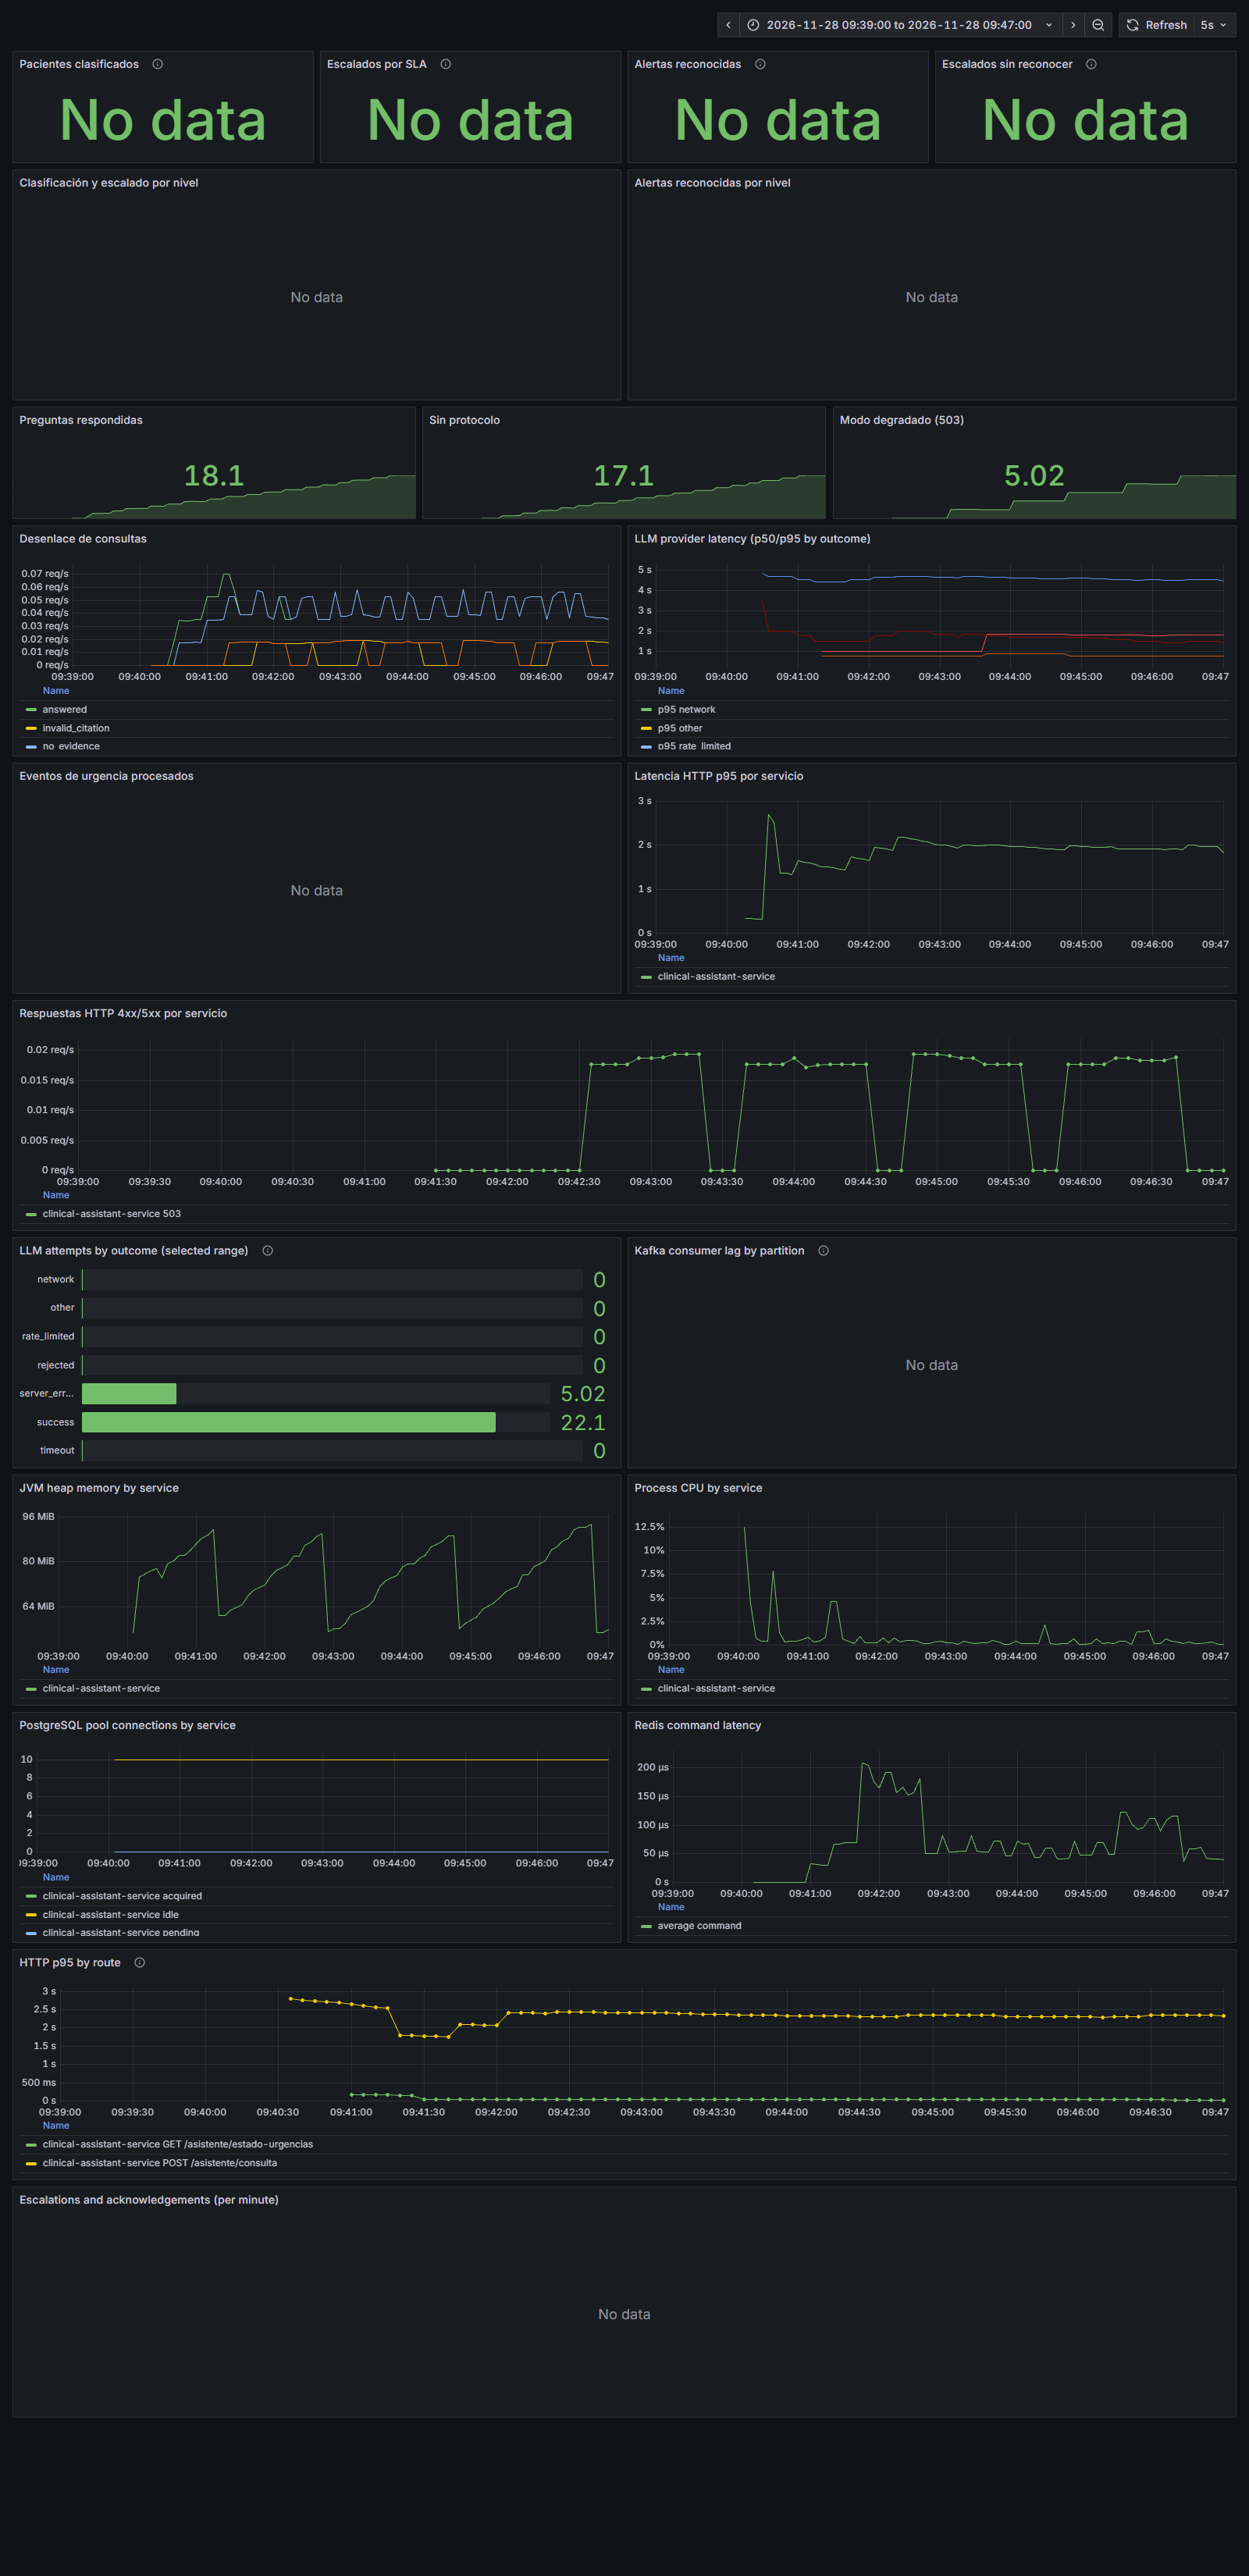 2026-11-28 09:39:00 to 2026-11-28 09:47:00 Refresh 5s
Pacientes clasificados Escalados por SLA Alertas reconocidas Escalados sin reconocer
No data No data No data No data
Clasificación y escalado por nivel Alertas reconocidas por nivel
No data No data
Preguntas respondidas Sin protocolo Modo degradado (503)
18.1 17.1 5.02
Desenlace de consultas
0.07 req/s
0.06 req/s
0.05 req/s
0.04 req/s
0.03 req/s
0.02 req/s
0.01 req/s
0 req/s
09:39:00 09:40:00 09:41:00 09:42:00 09:43:00 09:44:00 09:45:00 09:46:00 09:47
Name
answered
invalid_citation
no_evidence
LLM provider latency (p50/p95 by outcome)
5 s
4 s
3 s
2 s
1 s
09:39:00 09:40:00 09:41:00 09:42:00 09:43:00 09:44:00 09:45:00 09:46:00 09:47
Name
p95 network
p95 other
p95 rate_limited
Eventos de urgencia procesados
No data
Latencia HTTP p95 por servicio
3 s
2 s
1 s
0 s
09:39:00 09:40:00 09:41:00 09:42:00 09:43:00 09:44:00 09:45:00 09:46:00 09:47
Name
clinical-assistant-service
Respuestas HTTP 4xx/5xx por servicio
0.02 req/s
0.015 req/s
0.01 req/s
0.005 req/s
0 req/s
09:39:00 09:39:30 09:40:00 09:40:30 09:41:00 09:41:30 09:42:00 09:42:30 09:43:00 09:43:30 09:44:00 09:44:30 09:45:00 09:45:30 09:46:00 09:46:30 09:47
Name
clinical-assistant-service 503
LLM attempts by outcome (selected range)
network 0
other 0
rate_limited 0
rejected 0
server_err... 5.02
success 22.1
timeout 0
Kafka consumer lag by partition
No data
JVM heap memory by service
96 MiB
80 MiB
64 MiB
09:39:00 09:40:00 09:41:00 09:42:00 09:43:00 09:44:00 09:45:00 09:46:00 09:47
Name
clinical-assistant-service
Process CPU by service
12.5%
10%
7.5%
5%
2.5%
0%
09:39:00 09:40:00 09:41:00 09:42:00 09:43:00 09:44:00 09:45:00 09:46:00 09:47
Name
clinical-assistant-service
PostgreSQL pool connections by service
10
8
6
4
2
0
09:39:00 09:40:00 09:41:00 09:42:00 09:43:00 09:44:00 09:45:00 09:46:00 09:47
Name
clinical-assistant-service acquired
clinical-assistant-service idle
clinical-assistant-service pending
Redis command latency
200 µs
150 µs
100 µs
50 µs
0 s
09:39:00 09:40:00 09:41:00 09:42:00 09:43:00 09:44:00 09:45:00 09:46:00 09:47
Name
average command
HTTP p95 by route
3 s
2.5 s
2 s
1.5 s
1 s
500 ms
0 s
09:39:00 09:39:30 09:40:00 09:40:30 09:41:00 09:41:30 09:42:00 09:42:30 09:43:00 09:43:30 09:44:00 09:44:30 09:45:00 09:45:30 09:46:00 09:46:30 09:47
Name
clinical-assistant-service GET /asistente/estado-urgencias
clinical-assistant-service POST /asistente/consulta
Escalations and acknowledgements (per minute)
No data